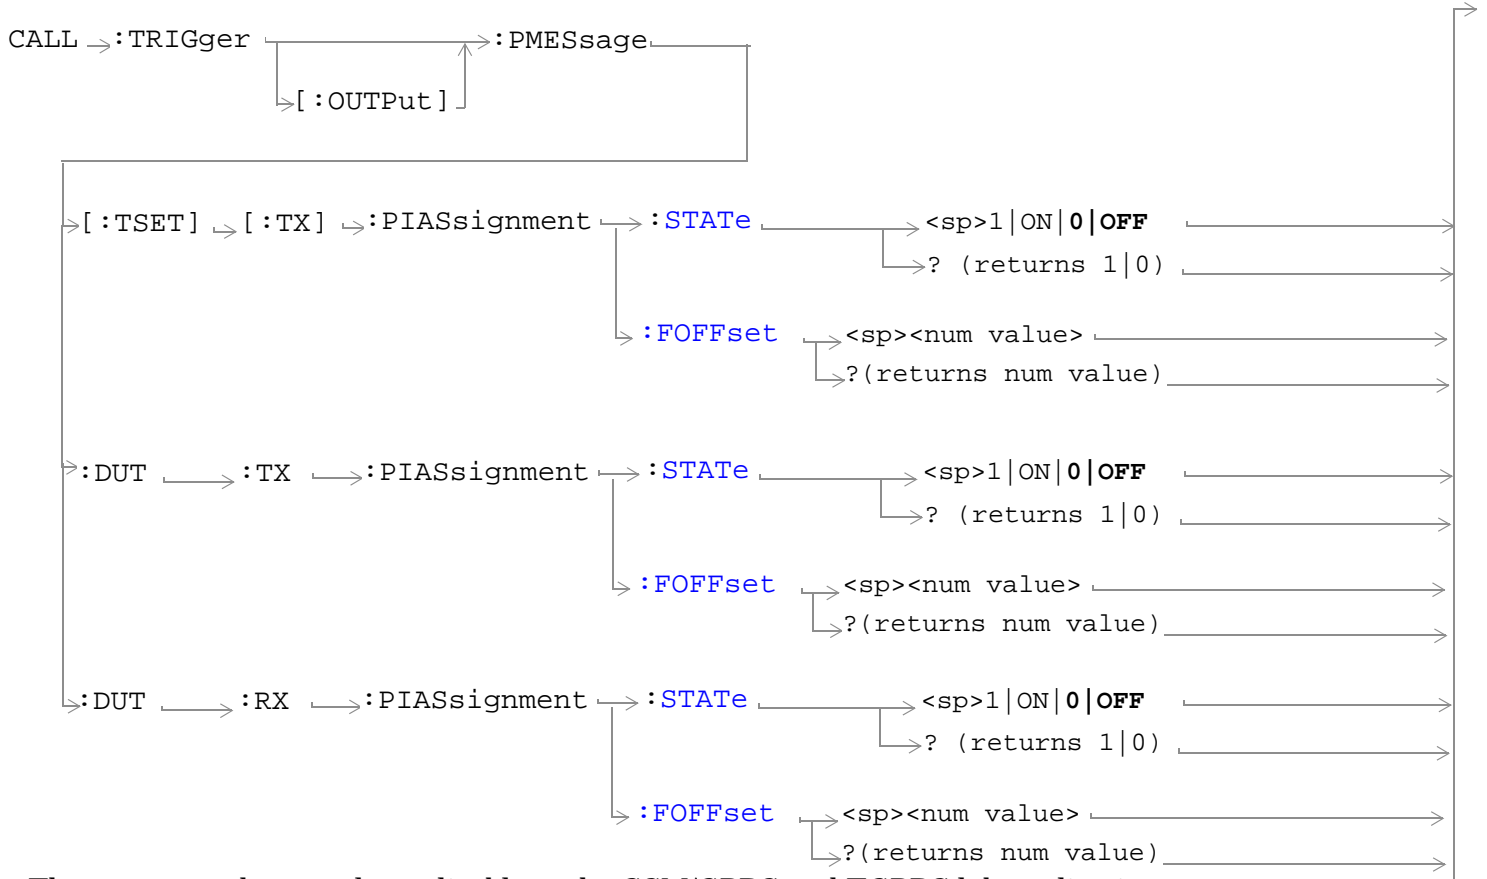 CALL :TRIGger :PMESsage
[:OUTPut]
[:TSET] [:TX] :PIASsignment :STATe <sp>1|ON|0|OFF
? (returns 1|0)
:FOFFset <sp><num value>
?(returns num value)
:DUT :TX :PIASsignment :STATe <sp>1|ON|0|OFF
? (returns 1|0)
:FOFFset <sp><num value>
?(returns num value)
:DUT :RX :PIASsignment :STATe <sp>1|ON|0|OFF
? (returns 1|0)
:FOFFset <sp><num value>
?(returns num value)